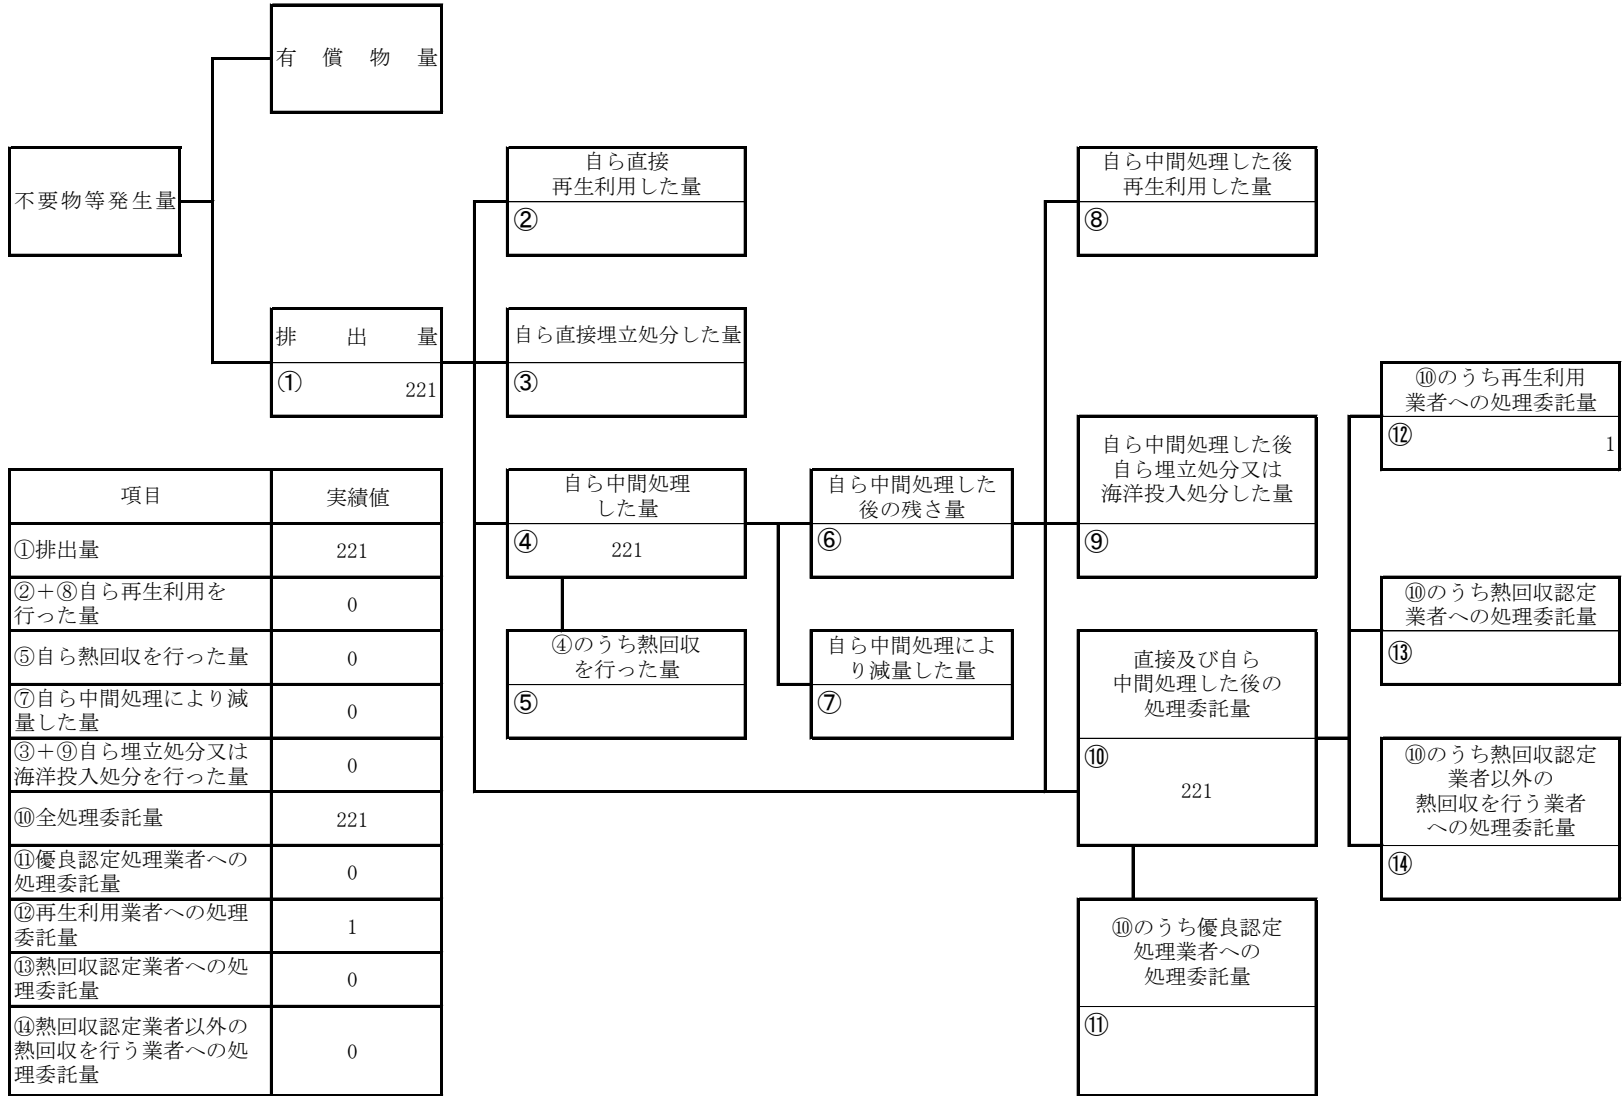 有償物量
不要物等発生量
排出量
①
221
自ら直接
再生利用した量
②
自ら直接埋立処分した量
③
自ら中間処理
した量
④
221
④のうち熱回収
を行った量
⑤
自ら中間処理した
後の残さ量
⑥
自ら中間処理によ
り減量した量
⑦
自ら中間処理した後
再生利用した量
⑧
自ら中間処理した後
自ら埋立処分又は
海洋投入処分した量
⑨
直接及び自ら
中間処理した後の
処理委託量
⑩
221
⑩のうち優良認定
処理業者への
処理委託量
⑪
⑩のうち再生利用
業者への処理委託量
⑫
1
⑩のうち熱回収認定
業者への処理委託量
⑬
⑩のうち熱回収認定
業者以外の
熱回収を行う業者
への処理委託量
⑭
項目 実績値
①排出量 221
②+⑧自ら再生利用を
行った量
0
⑤自ら熱回収を行った量 0
⑦自ら中間処理により減
量した量
0
③+⑨自ら埋立処分又は
海洋投入処分を行った量
0
⑩全処理委託量 221
⑪優良認定処理業者への
処理委託量
0
⑫再生利用業者への処理
委託量
1
⑬熱回収認定業者への処
理委託量
0
⑭熱回収認定業者以外の
熱回収を行う業者への処
理委託量
0